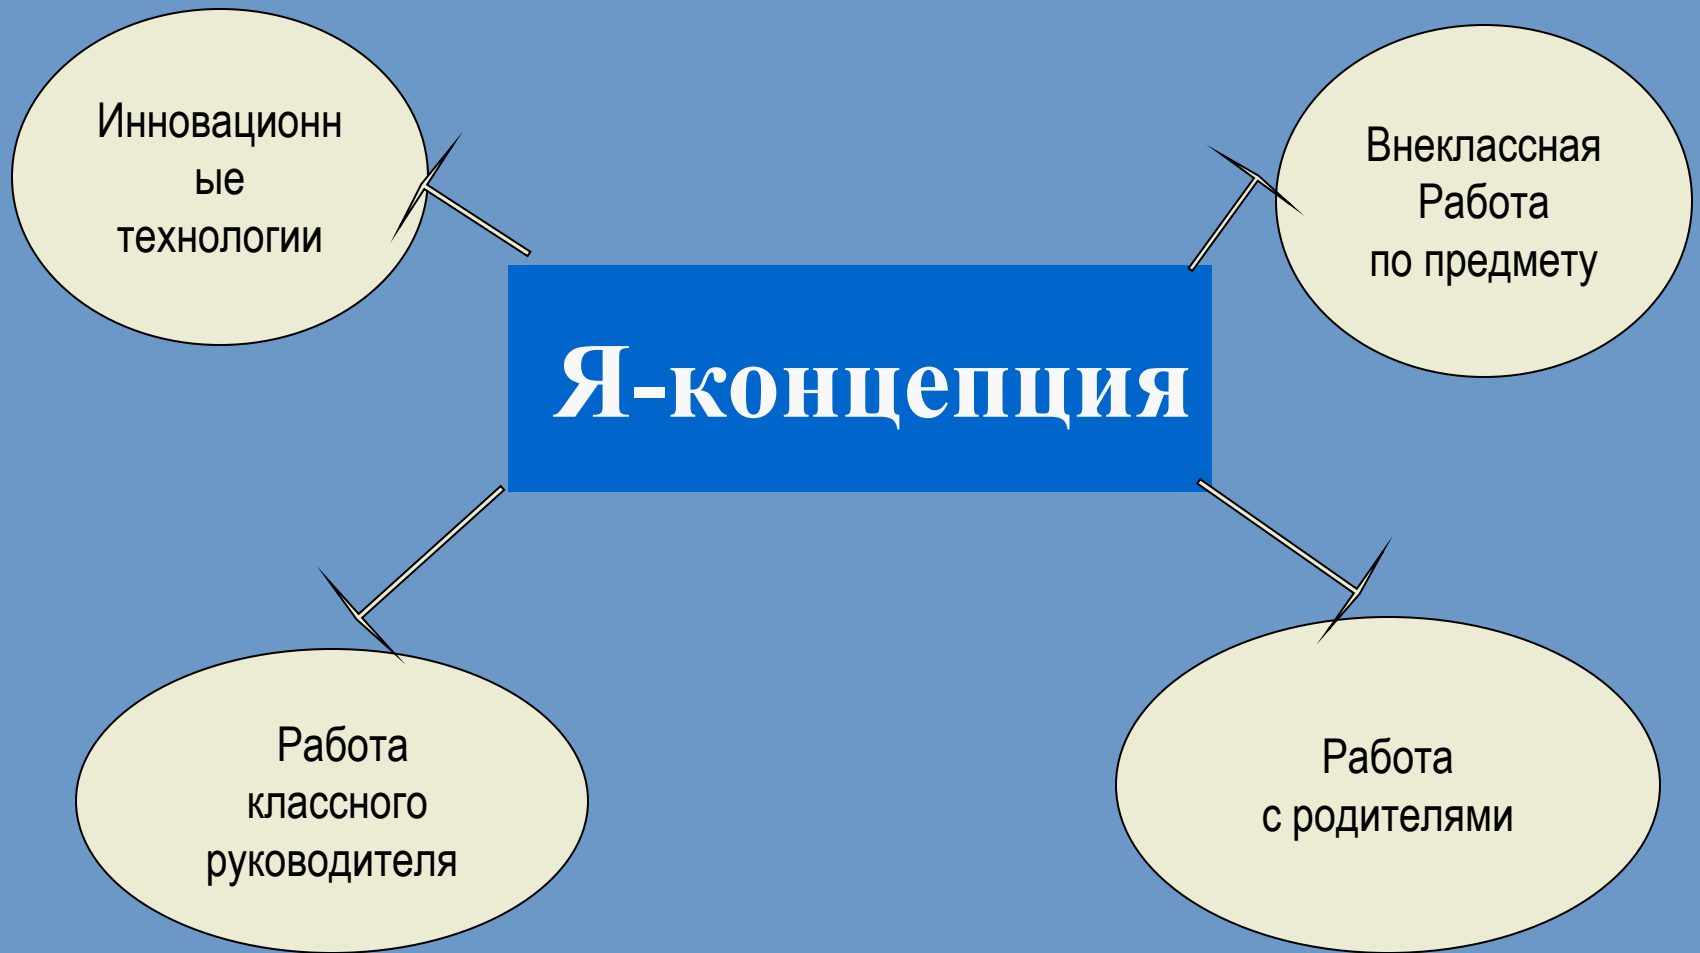 Инновационн
ые
технологии
Внеклассная
Работа
по предмету
Я-концепция
Работа
классного
руководителя
Работа
с родителями